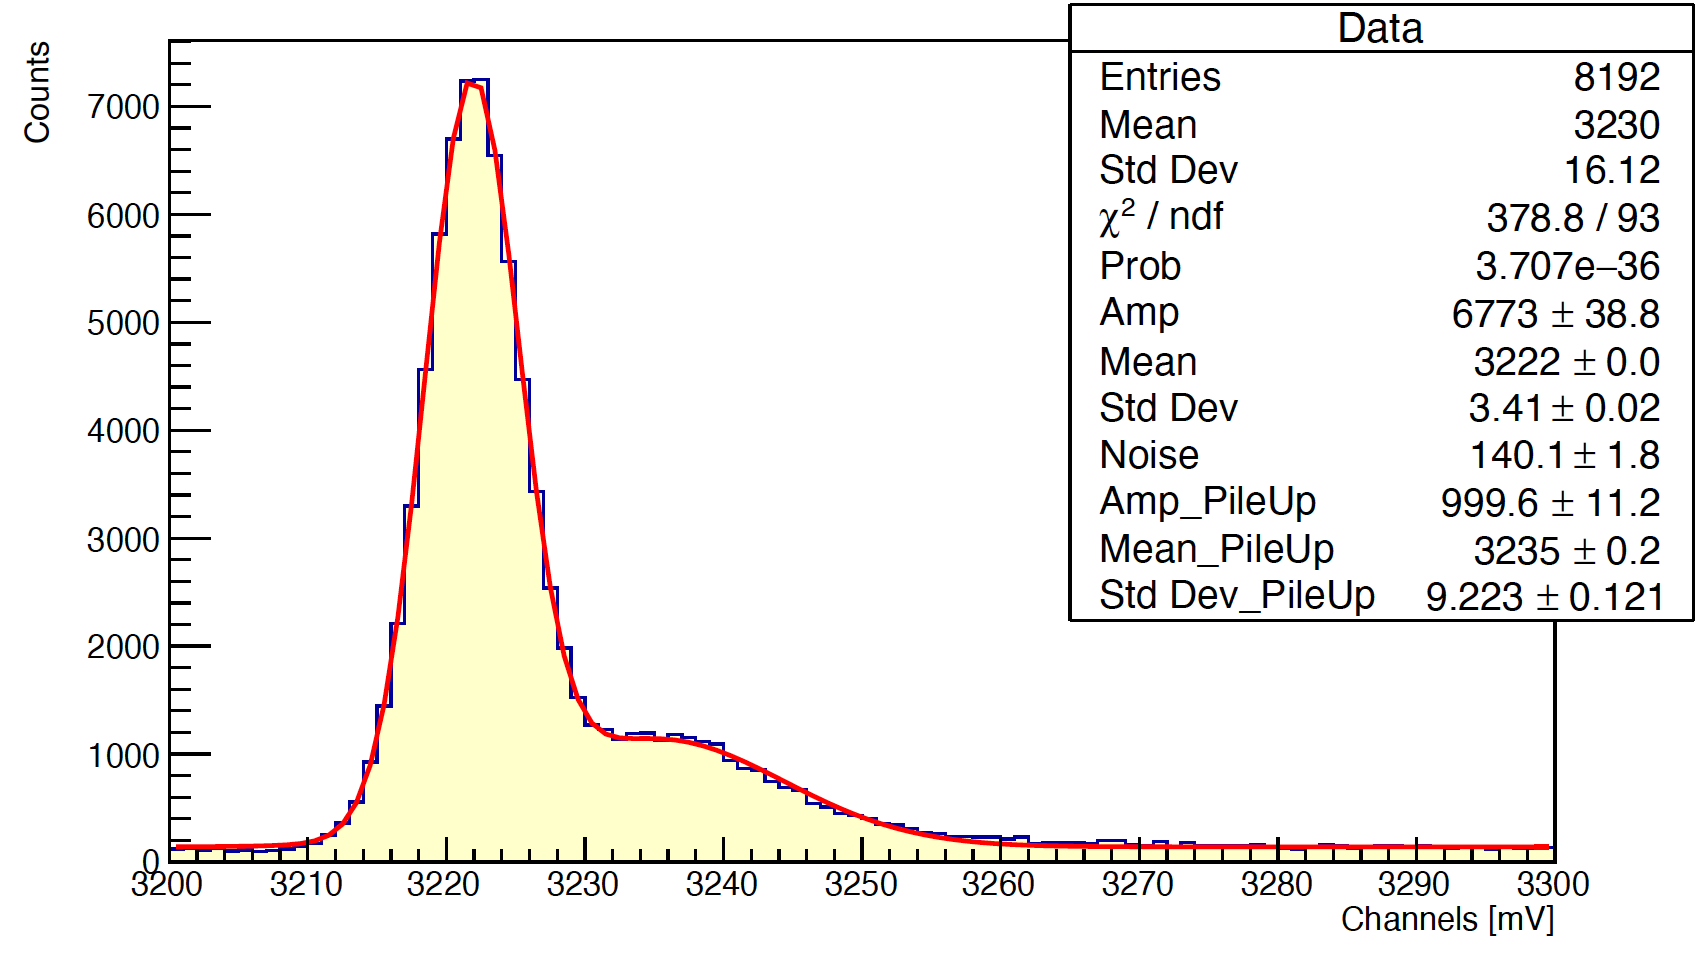 Data
Entries 8192
Mean 3230
Std Dev 16.12
χ² / ndf 378.8 / 93
Prob 3.707e−36
Amp 6773 ± 38.8
Mean 3222 ± 0.0
Std Dev 3.41 ± 0.02
Noise 140.1 ± 1.8
Amp_PileUp 999.6 ± 11.2
Mean_PileUp 3235 ± 0.2
Std Dev_PileUp 9.223 ± 0.121
Counts
7000
6000
5000
4000
3000
2000
1000
0
3200 3210 3220 3230 3240 3250 3260 3270 3280 3290 3300
Channels [mV]